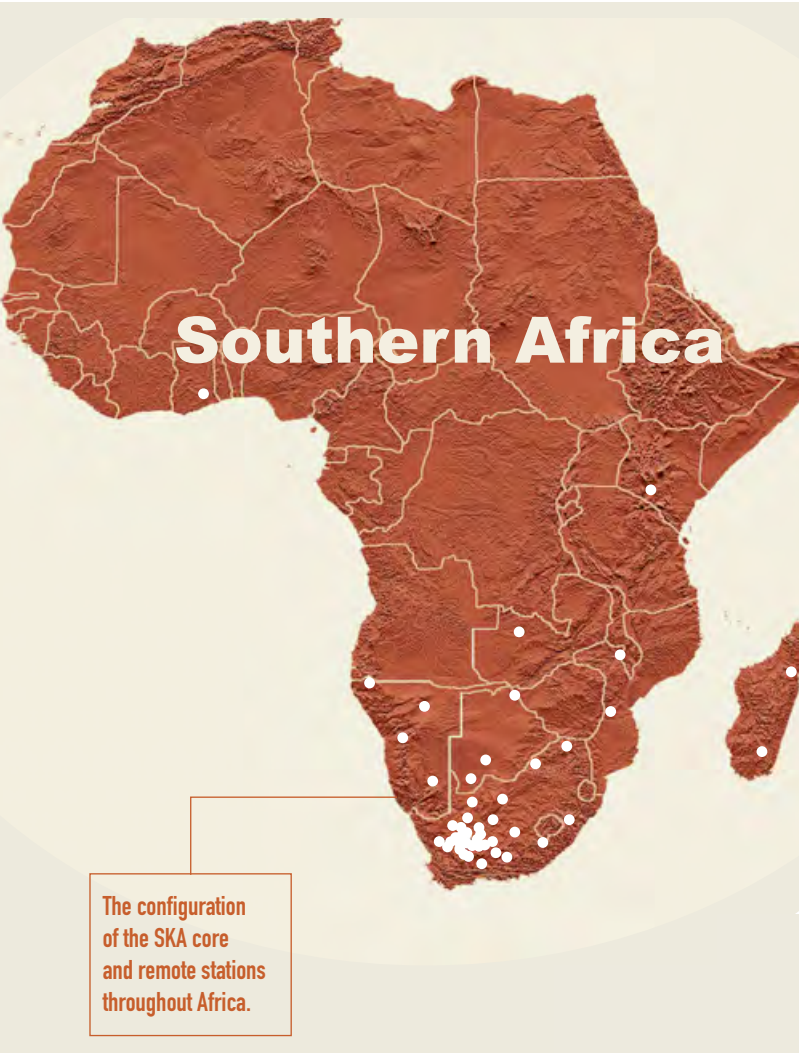 Southern Africa
The configuration
of the SKA core
and remote stations
throughout Africa.